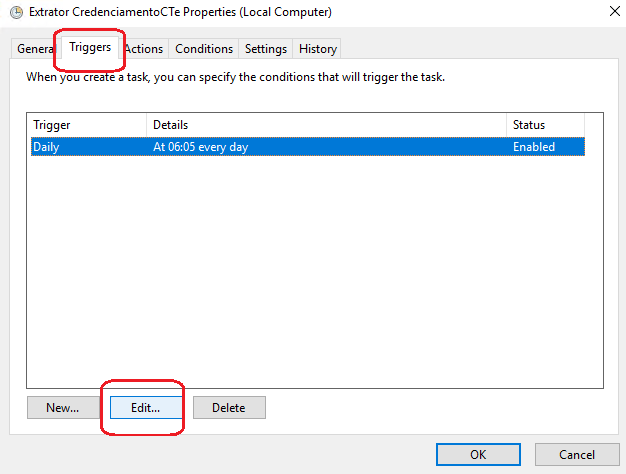 Extrator CredenciamentoCTe Properties (Local Computer)
General Triggers Actions Conditions Settings History
When you create a task, you can specify the conditions that will trigger the task.
Trigger Details Status
Daily At 06:05 every day Enabled
New... Edit... Delete
OK Cancel